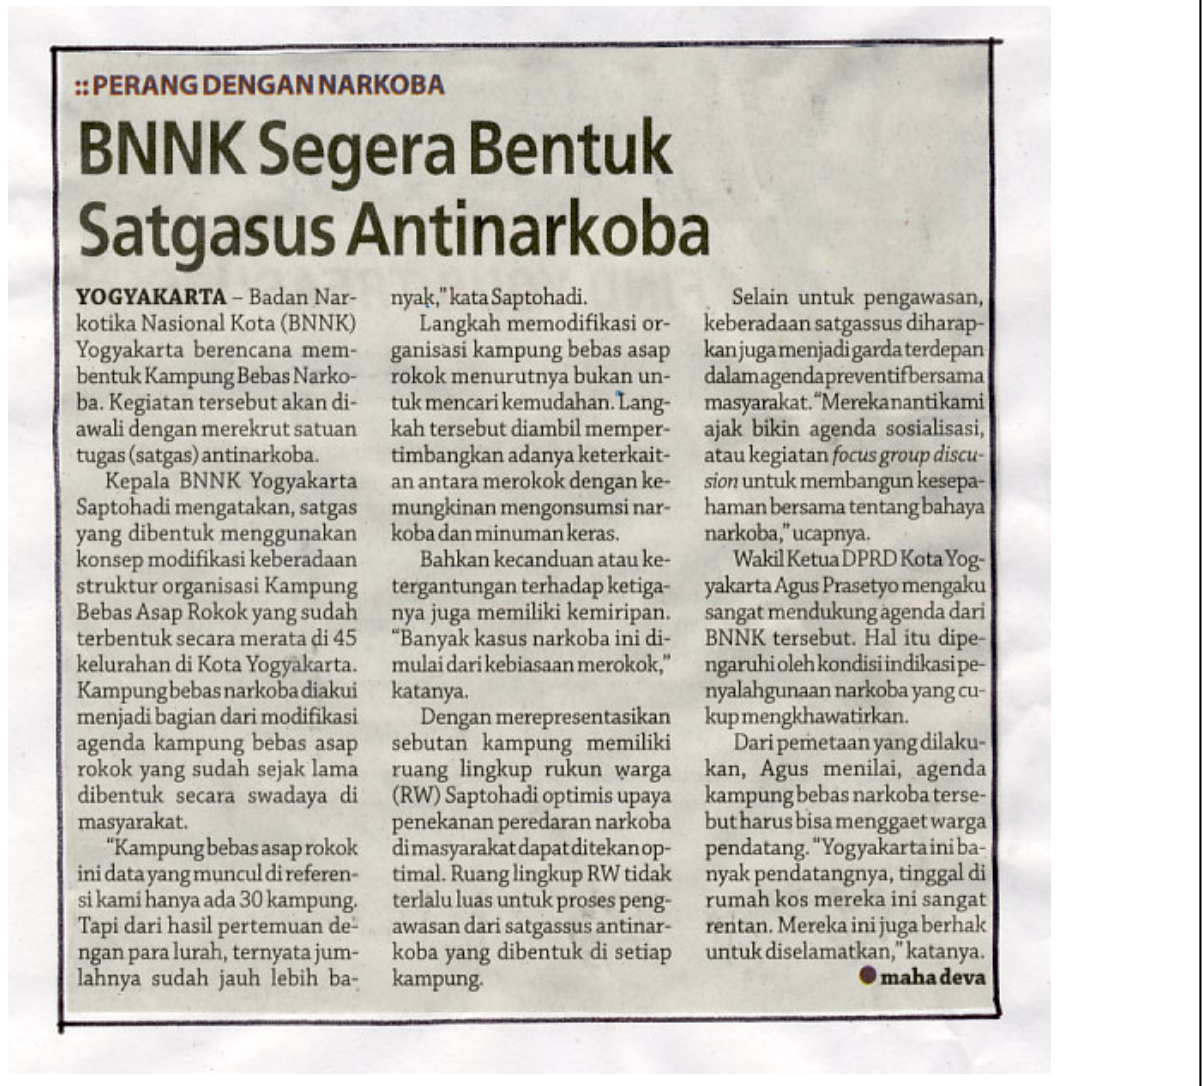 :: PERANG DENGAN NARKOBA
BNNK Segera Bentuk
Satgasus Antinarkoba
YOGYAKARTA – Badan Nar-
kotika Nasional Kota (BNNK)
Yogyakarta berencana mem-
bentuk Kampung Bebas Narko-
ba. Kegiatan tersebut akan di-
awali dengan merekrut satuan
tugas (satgas) antinarkoba.
Kepala BNNK Yogyakarta
Saptohadi mengatakan, satgas
yang dibentuk menggunakan
konsep modifikasi keberadaan
struktur organisasi Kampung
Bebas Asap Rokok yang sudah
terbentuk secara merata di 45
kelurahan di Kota Yogyakarta.
Kampung bebas narkoba diakui
menjadi bagian dari modifikasi
agenda kampung bebas asap
rokok yang sudah sejak lama
dibentuk secara swadaya di
masyarakat.
"Kampung bebas asap rokok
ini data yang muncul di referen-
si kami hanya ada 30 kampung.
Tapi dari hasil pertemuan de-
ngan para lurah, ternyata jum-
lahnya sudah jauh lebih ba-
nyak," kata Saptohadi.
Langkah memodifikasi or-
ganisasi kampung bebas asap
rokok menurutnya bukan un-
tuk mencari kemudahan. Lang-
kah tersebut diambil memper-
timbangkan adanya keterkait-
an antara merokok dengan ke-
mungkinan mengonsumsi nar-
koba dan minuman keras.
Bahkan kecanduan atau ke-
tergantungan terhadap ketiga-
nya juga memiliki kemiripan.
"Banyak kasus narkoba ini di-
mulai dari kebiasaan merokok,"
katanya.
Dengan merepresentasikan
sebutan kampung memiliki
ruang lingkup rukun warga
(RW) Saptohadi optimis upaya
penekanan peredaran narkoba
di masyarakat dapat ditekan op-
timal. Ruang lingkup RW tidak
terlalu luas untuk proses peng-
awasan dari satgassus antinar-
koba yang dibentuk di setiap
kampung.
Selain untuk pengawasan,
keberadaan satgassus diharap-
kan juga menjadi garda terdepan
dalam agenda preventif bersama
masyarakat. "Mereka nanti kami
ajak bikin agenda sosialisasi,
atau kegiatan focus group discu-
sion untuk membangun kesepa-
haman bersama tentang bahaya
narkoba," ucapnya.
Wakil Ketua DPRD Kota Yog-
yakarta Agus Prasetyo mengaku
sangat mendukung agenda dari
BNNK tersebut. Hal itu dipe-
ngaruhi oleh kondisi indikasi pe-
nyalahgunaan narkoba yang cu-
kup mengkhawatirkan.
Dari pemetaan yang dilaku-
kan, Agus menilai, agenda
kampung bebas narkoba terse-
but harus bisa menggaet warga
pendatang. "Yogyakarta ini ba-
nyak pendatangnya, tinggal di
rumah kos mereka ini sangat
rentan. Mereka ini juga berhak
untuk diselamatkan," katanya.
● maha deva